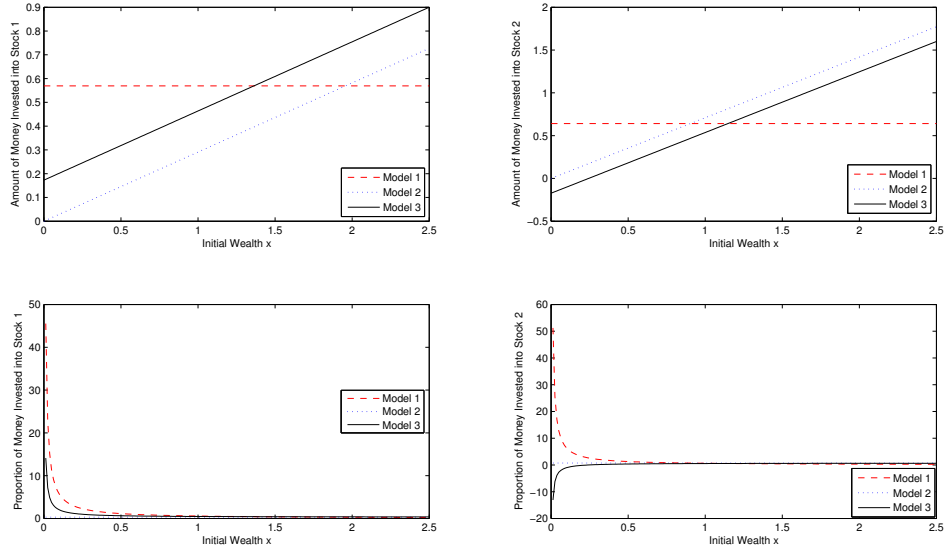 Amount of Money Invested into Stock 1
0.9
0.8
0.7
0.6
0.5
0.4
0.3
0.2
0.1
0
0
0.5
1
1.5
2
2.5
Initial Wealth x
Model 1
Model 2
Model 3
Amount of Money Invested into Stock 2
2
1.5
1
0.5
0
−0.5
0
0.5
1
1.5
2
2.5
Initial Wealth x
Model 1
Model 2
Model 3
Proportion of Money Invested into Stock 1
50
40
30
20
10
0
0
0.5
1
1.5
2
2.5
Initial Wealth x
Model 1
Model 2
Model 3
Proportion of Money Invested into Stock 2
60
50
40
30
20
10
0
−10
−20
0
0.5
1
1.5
2
2.5
Initial Wealth x
Model 1
Model 2
Model 3